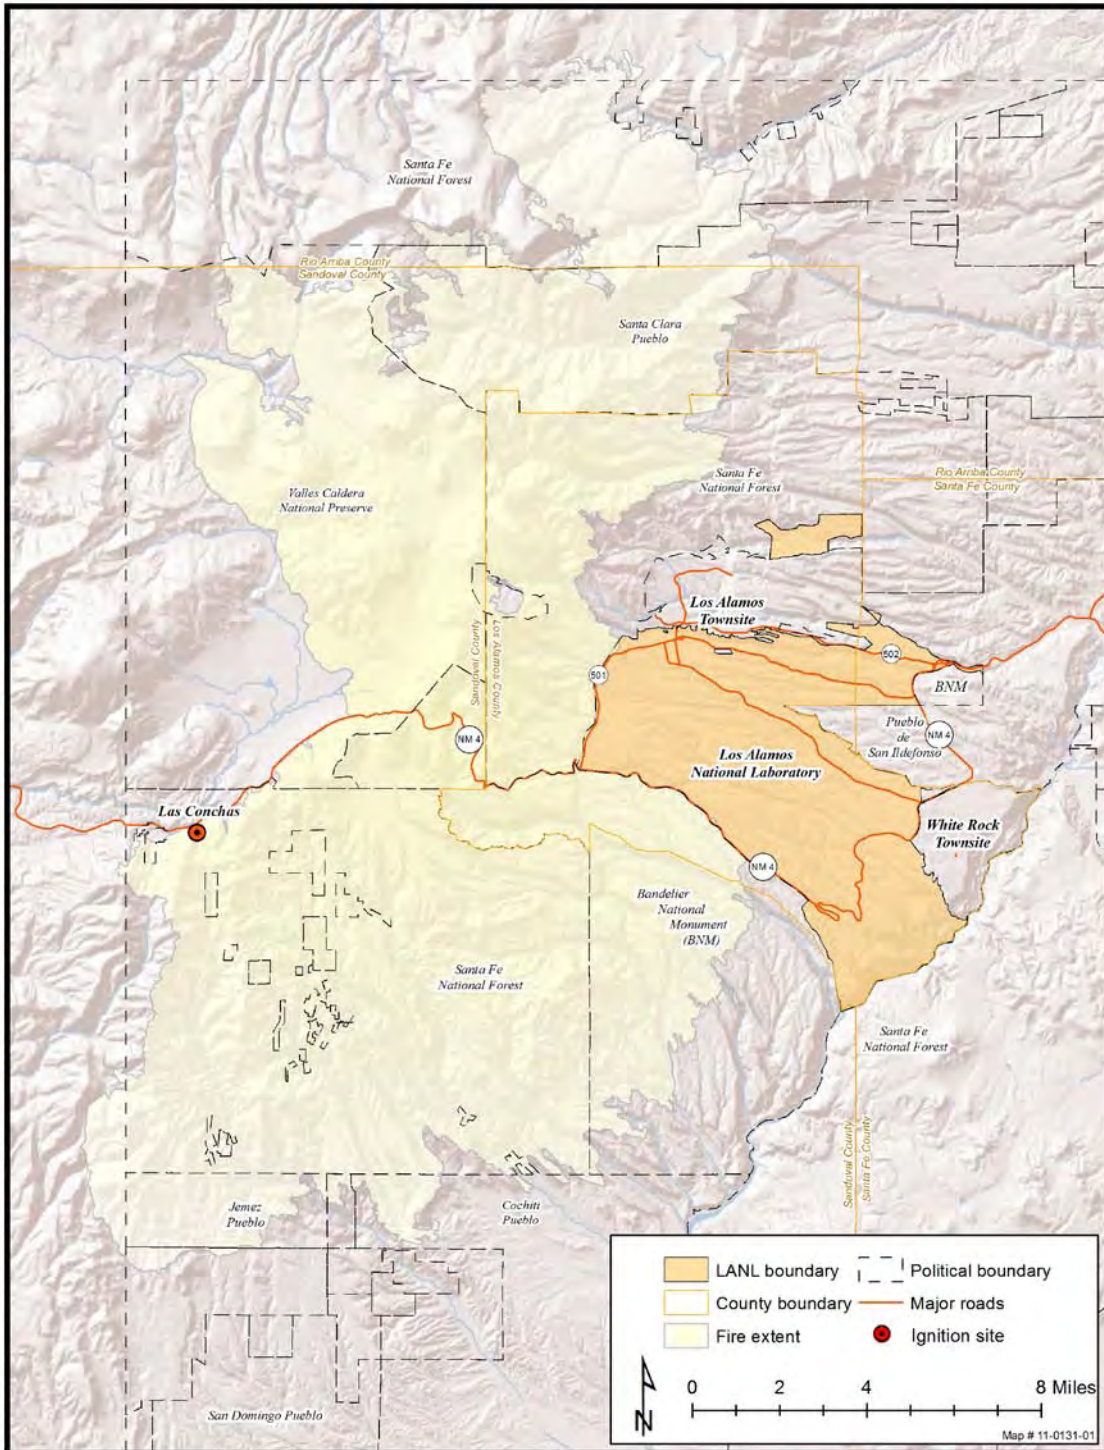 Santa Fe
National Forest
Rio Arriba County
Sandoval County
Santa Clara
Pueblo
Santa Fe
National Forest
Rio Arriba County
Santa Fe County
Valles Caldera
National Preserve
Los Alamos
Townsite
Sandoval County
Los Alamos County
501
502
BNM
Pueblo
de
San Ildefonso
NM 4
NM 4
Los Alamos
National Laboratory
Las Conchas
White Rock
Townsite
NM 4
Bandelier
National
Monument
(BNM)
Santa Fe
National Forest
Santa Fe
National Forest
Sandoval County
Santa Fe County
Jemez
Pueblo
Cochiti
Pueblo
San Domingo Pueblo
LANL boundary
Political boundary
County boundary
Major roads
Fire extent
Ignition site
N
0 2 4 8 Miles
Map # 11-0131-01